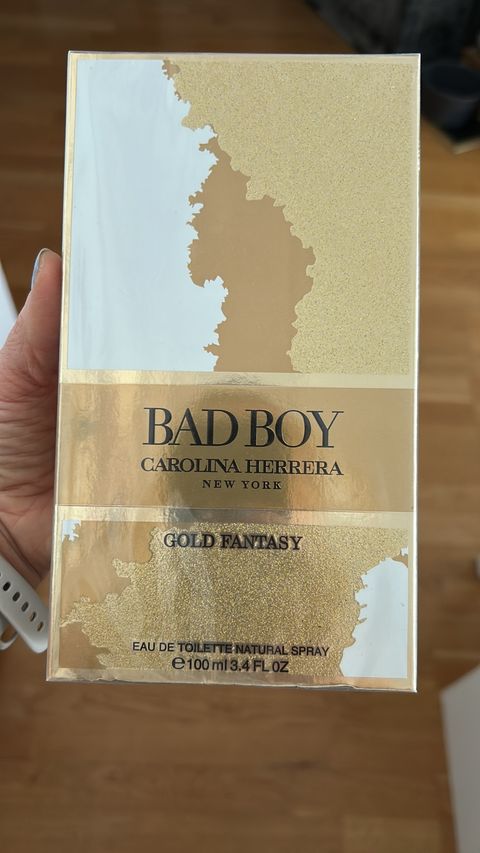 BAD BOY
CAROLINA HERRERA
NEW YORK
GOLD FANTASY
EAU DE TOILETTE NATURAL SPRAY
℮100 ml 3.4 FL OZ